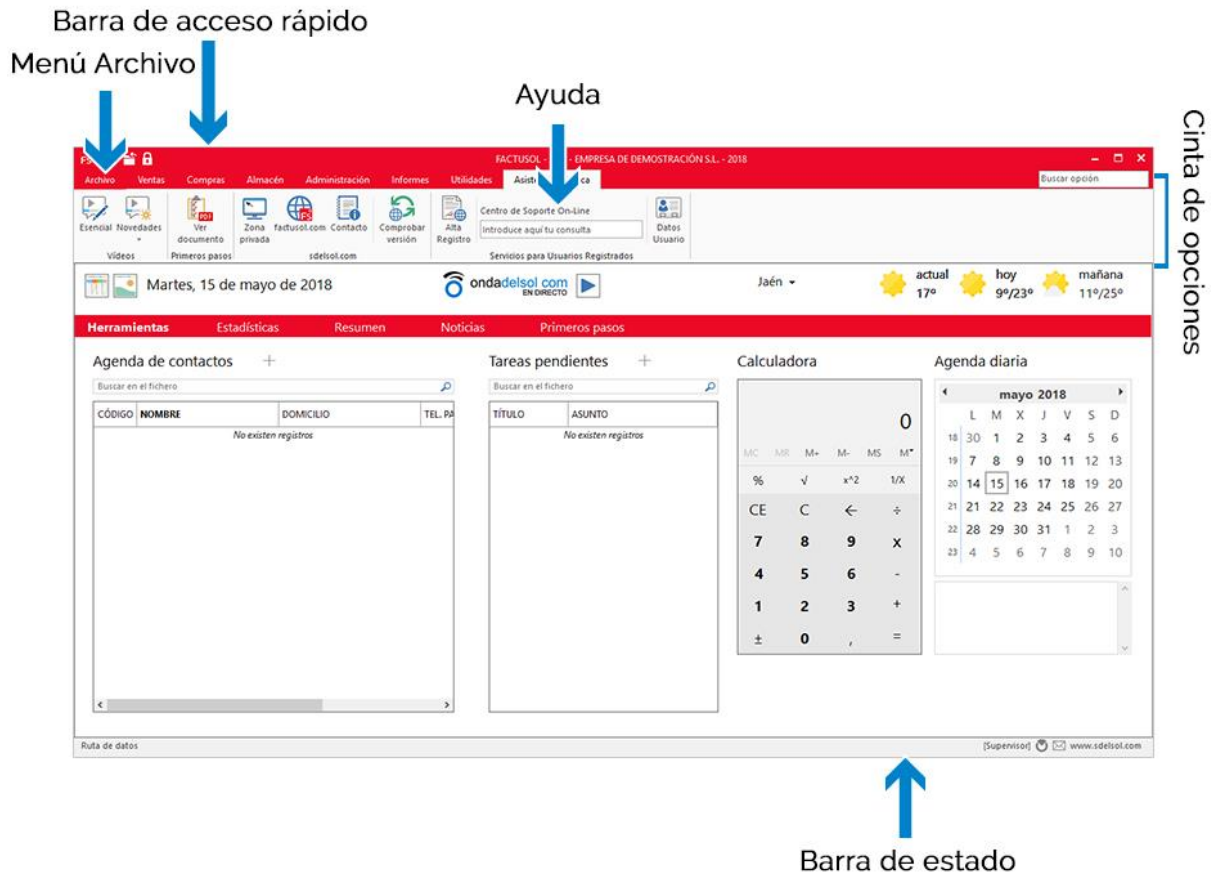 Barra de acceso rápido
Menú Archivo
Ayuda
Cinta de opciones
FACTUSOL - - EMPRESA DE DEMOSTRACIÓN S.L. - 2018
Archivo Ventas Compras Almacén Administración Informes Utilidades Buscar opción
Esencial Novedades Ver documento Zona privada factusol.com Contacto Comprobar versión Alta Registro Centro de Soporte On-Line Introduce aquí tu consulta Datos Usuario
Vídeos Primeros pasos sdelsol.com Servicios para Usuarios Registrados
Martes, 15 de mayo de 2018 ondadelsol com EN DIRECTO Jaén actual 17º hoy 9º/23º mañana 11º/25º
Herramientas Estadísticas Resumen Noticias Primeros pasos
Agenda de contactos + Tareas pendientes + Calculadora Agenda diaria
Buscar en el fichero Buscar en el fichero
CÓDIGO NOMBRE DOMICILIO TEL. PA TÍTULO ASUNTO
No existen registros No existen registros
0
MC MR M+ M- MS M
% √ x^2 1/X
CE C ← ÷
7 8 9 x
4 5 6 -
1 2 3 +
± 0 , =
mayo 2018
L M X J V S D
18 30 1 2 3 4 5 6
19 7 8 9 10 11 12 13
20 14 15 16 17 18 19 20
21 21 22 23 24 25 26 27
22 28 29 30 31 1 2 3
23 4 5 6 7 8 9 10
Ruta de datos [Supervisor] www.sdelsol.com
Barra de estado